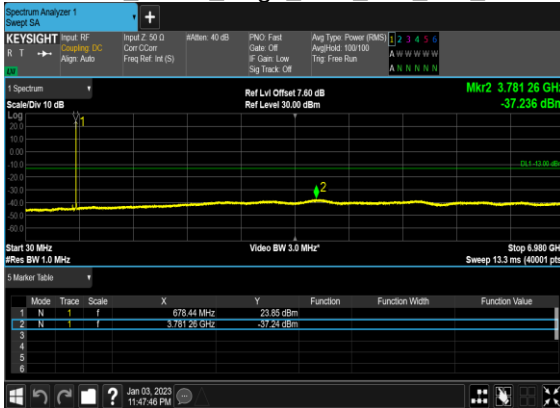 Spectrum Analyzer 1
Swept SA
+
KEYSIGHT Input: RF Input Z: 50 Ω #Atten: 40 dB PNO: Fast Avg Type: Power (RMS) 1 2 3 4 5 6
R T Coupling: DC Corr CCorr Gate: Off Avg|Hold: 100/100 A W W W W W
Align: Auto Freq Ref: Int (S) IF Gain: Low Trig: Free Run
Sig Track: Off A N N N N N
1 Spectrum Ref Lvl Offset 7.60 dB Mkr2 3.781 26 GHz
Scale/Div 10 dB Ref Level 30.00 dBm -37.236 dBm
Log
20.0
10.0
0.00
-10.0
-20.0
-30.0
-40.0
-50.0
-60.0
1
2
DL1 -13.00 dBm
Start 30 MHz Video BW 3.0 MHz* Stop 6.980 GH
#Res BW 1.0 MHz Sweep 13.3 ms (40001 pts
5 Marker Table
Mode Trace Scale X Y Function Function Width Function Value
1 N 1 f 678.44 MHz 23.85 dBm
2 N 1 f 3.781 26 GHz -37.24 dBm
3
4
5
6
? Jan 03, 2023
11:47:46 PM